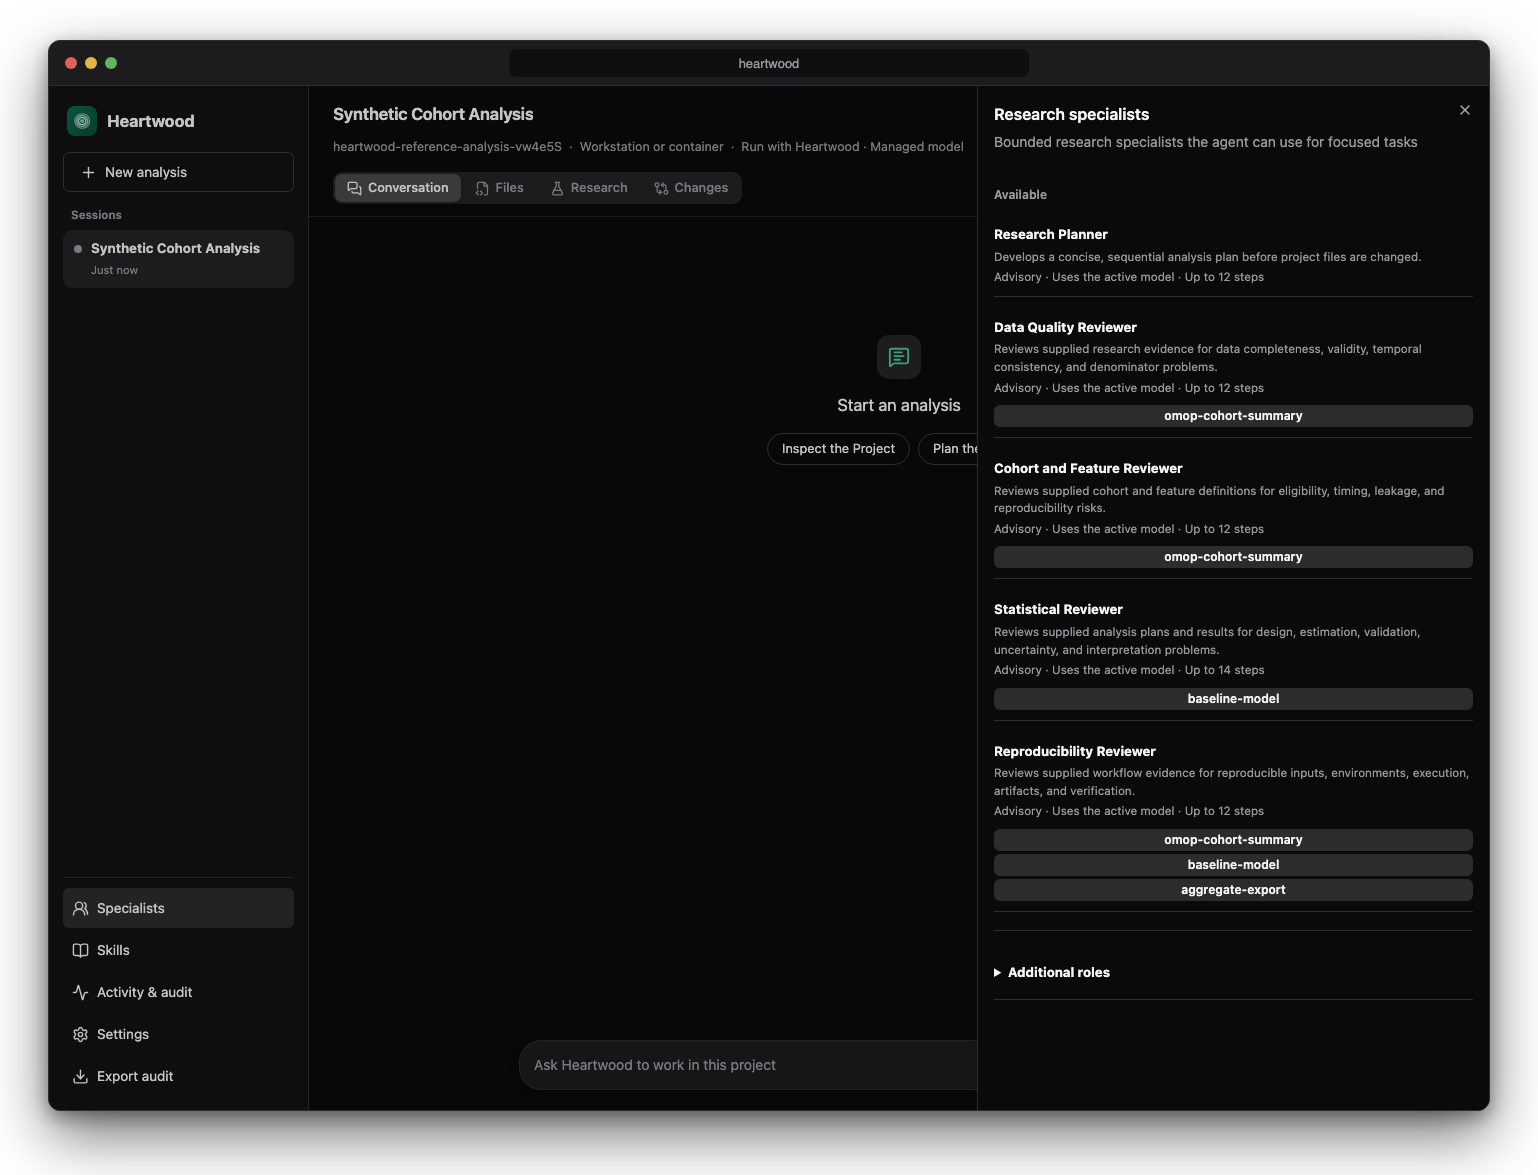 heartwood
Heartwood
New analysis
Sessions
Synthetic Cohort Analysis
Just now
Specialists
Skills
Activity & audit
Settings
Export audit
Synthetic Cohort Analysis
heartwood-reference-analysis-vw4e5S · Workstation or container · Run with Heartwood · Managed model
Conversation
Files
Research
Changes
Start an analysis
Inspect the Project
Plan the
Ask Heartwood to work in this project
Research specialists
Bounded research specialists the agent can use for focused tasks
Available
Research Planner
Develops a concise, sequential analysis plan before project files are changed.
Advisory · Uses the active model · Up to 12 steps
Data Quality Reviewer
Reviews supplied research evidence for data completeness, validity, temporal
consistency, and denominator problems.
Advisory · Uses the active model · Up to 12 steps
omop-cohort-summary
Cohort and Feature Reviewer
Reviews supplied cohort and feature definitions for eligibility, timing, leakage, and
reproducibility risks.
Advisory · Uses the active model · Up to 12 steps
omop-cohort-summary
Statistical Reviewer
Reviews supplied analysis plans and results for design, estimation, validation,
uncertainty, and interpretation problems.
Advisory · Uses the active model · Up to 14 steps
baseline-model
Reproducibility Reviewer
Reviews supplied workflow evidence for reproducible inputs, environments, execution,
artifacts, and verification.
Advisory · Uses the active model · Up to 12 steps
omop-cohort-summary
baseline-model
aggregate-export
Additional roles